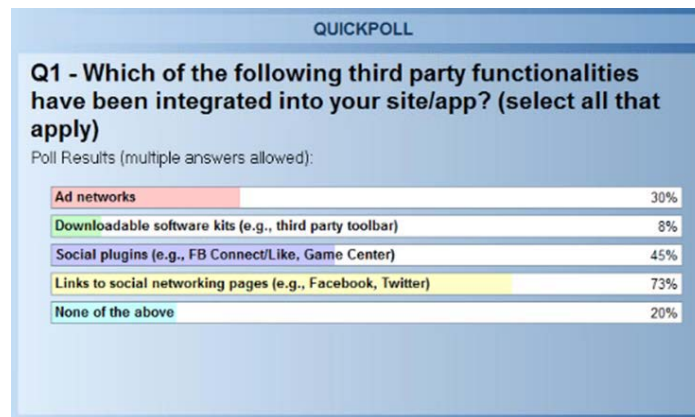 QUICKPOLL
Q1 - Which of the following third party functionalities
have been integrated into your site/app? (select all that
apply)
Poll Results (multiple answers allowed):
Ad networks 30%
Downloadable software kits (e.g., third party toolbar) 8%
Social plugins (e.g., FB Connect/Like, Game Center) 45%
Links to social networking pages (e.g., Facebook, Twitter) 73%
None of the above 20%